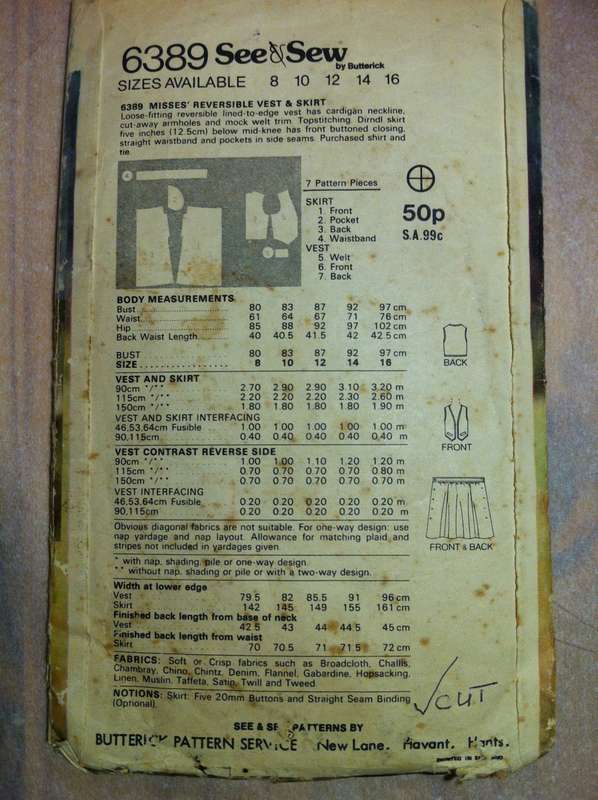 6389 See & Sew
by Butterick
SIZES AVAILABLE 8 10 12 14 16
6389 MISSES' REVERSIBLE VEST & SKIRT
Loose-fitting reversible lined-to-edge vest has cardigan neckline,
cut-away armholes and mock welt trim. Topstitching. Dirndl skirt
five inches (12.5cm) below mid-knee has front buttoned closing,
straight waistband and pockets in side seams. Purchased shirt and
tie.
7 Pattern Pieces
SKIRT
1. Front
2. Pocket
3. Back
4. Waistband
VEST
5. Welt
6. Front
7. Back
50p
S.A. 99c
BODY MEASUREMENTS
Bust 80 83 87 92 97 cm
Waist 61 64 67 71 76 cm
Hip 85 88 92 97 102 cm
Back Waist Length 40 40.5 41.5 42 42.5 cm
BUST 80 83 87 92 97 cm
SIZE 8 10 12 14 16
VEST AND SKIRT
90cm */** 2.70 2.90 2.90 3.10 3.20 m
115cm */** 2.20 2.20 2.20 2.30 2.60 m
150cm */** 1.80 1.80 1.80 1.80 1.90 m
VEST AND SKIRT INTERFACING
46,53,64cm Fusible 1.00 1.00 1.00 1.00 1.00 m
90,115cm 0.40 0.40 0.40 0.40 0.40 m
VEST CONTRAST REVERSE SIDE
90cm */** 1.00 1.00 1.10 1.20 1.20 m
115cm */** 0.70 0.70 0.70 0.70 0.80 m
150cm */** 0.70 0.70 0.70 0.70 0.70 m
VEST INTERFACING
46,53,64cm Fusible 0.20 0.20 0.20 0.20 0.20 m
90,115cm 0.20 0.20 0.20 0.20 0.20 m
BACK
FRONT
FRONT & BACK
Obvious diagonal fabrics are not suitable. For one-way design: use
nap yardage and nap layout. Allowance for matching plaid and
stripes not included in yardages given.
* with nap, shading, pile or one-way design.
** without nap, shading or pile or with a two-way design.
Width at lower edge
Vest 79.5 82 85.5 91 96 cm
Skirt 142 145 149 155 161 cm
Finished back length from base of neck
Vest 42.5 43 44 44.5 45 cm
Finished back length from waist
Skirt 70 70.5 71 71.5 72 cm
FABRICS: Soft or Crisp fabrics such as Broadcloth, Challis,
Chambray, Chino, Chintz, Denim, Flannel, Gabardine, Hopsacking,
Linen, Muslin, Taffeta, Satin, Twill and Tweed.
NOTIONS: Skirt: Five 20mm Buttons and Straight Seam Binding
(Optional).
✓CUT
SEE & SE PATTERNS BY
BUTTERICK PATTERN SERVICE New Lane. Havant. Hants.